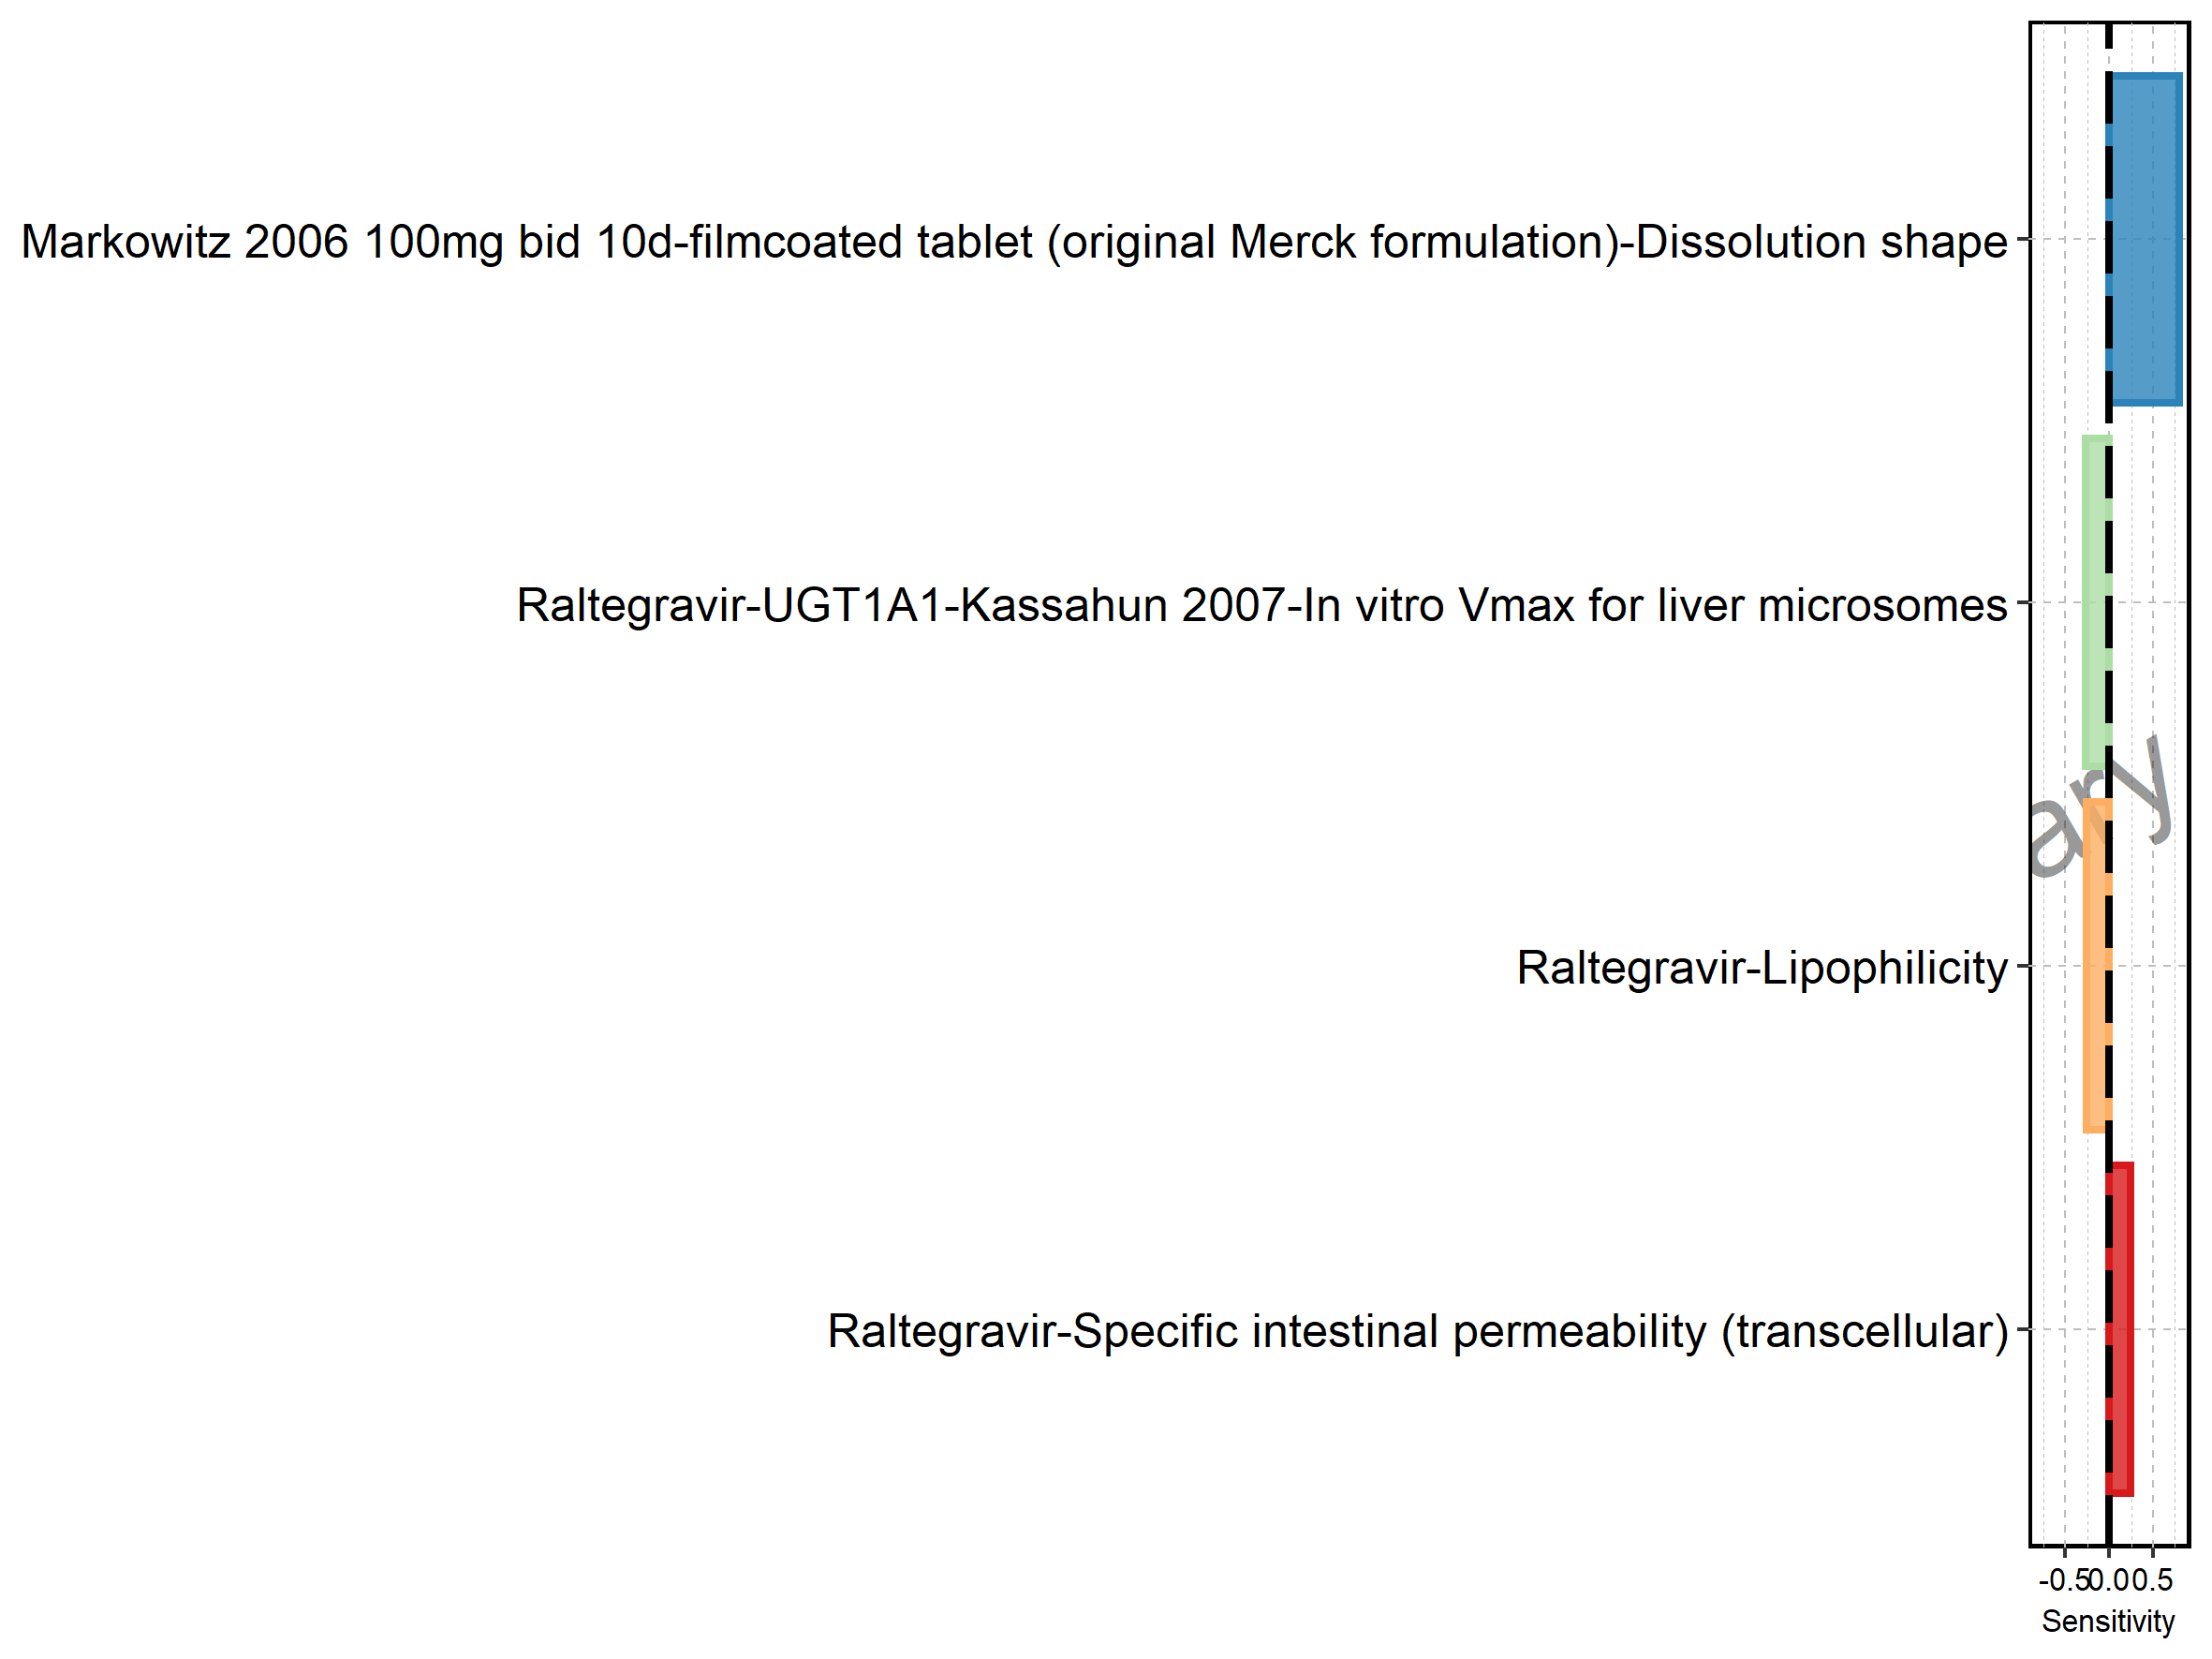 Markowitz 2006 100mg bid 10d-filmcoated tablet (original Merck formulation)-Dissolution shape
Raltegravir-UGT1A1-Kassahun 2007-In vitro Vmax for liver microsomes
ary
Raltegravir-Lipophilicity
Raltegravir-Specific intestinal permeability (transcellular)
-0.5 0.0 0.5
Sensitivity